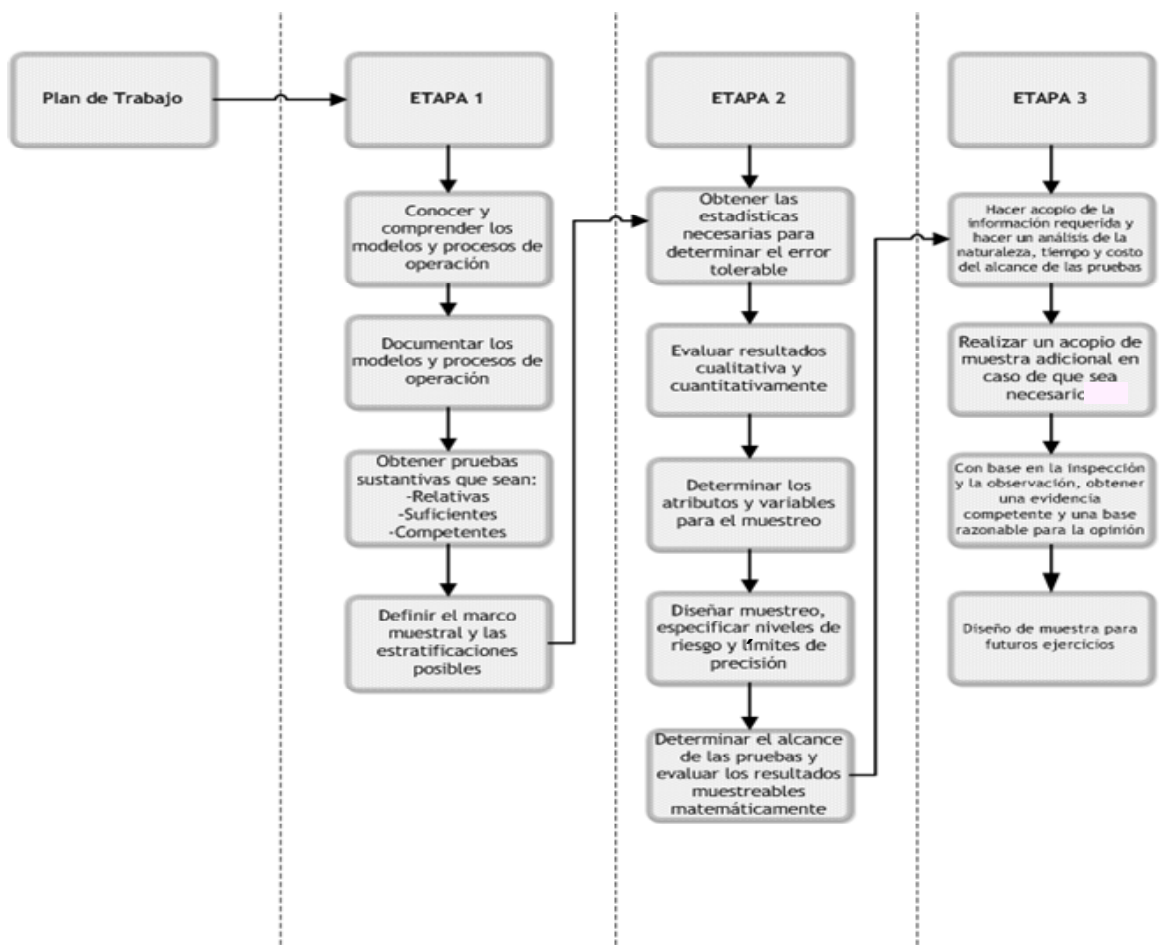 Plan de Trabajo
ETAPA 1
Conocer y
comprender los
modelos y procesos de
operación
Documentar los
modelos y procesos de
operación
Obtener pruebas
sustantivas que sean:
-Relativas
-Suficientes
-Competentes
Definir el marco
muestral y las
estratificaciones
posibles
ETAPA 2
Obtener las
estadísticas
necesarias para
determinar el error
tolerable
Evaluar resultados
cualitativa y
cuantitativamente
Determinar los
atributos y variables
para el muestreo
Diseñar muestreo,
especificar niveles de
riesgo y límites de
precisión
Determinar el alcance
de las pruebas y
evaluar los resultados
muestreables
matemáticamente
ETAPA 3
Hacer acopio de la
información requerida y
hacer un análisis de la
naturaleza, tiempo y costo
del alcance de las pruebas
Realizar un acopio de
muestra adicional en
caso de que sea
necesario
Con base en la inspección
y la observación, obtener
una evidencia
competente y una base
razonable para la opinión
Diseño de muestra para
futuros ejercicios